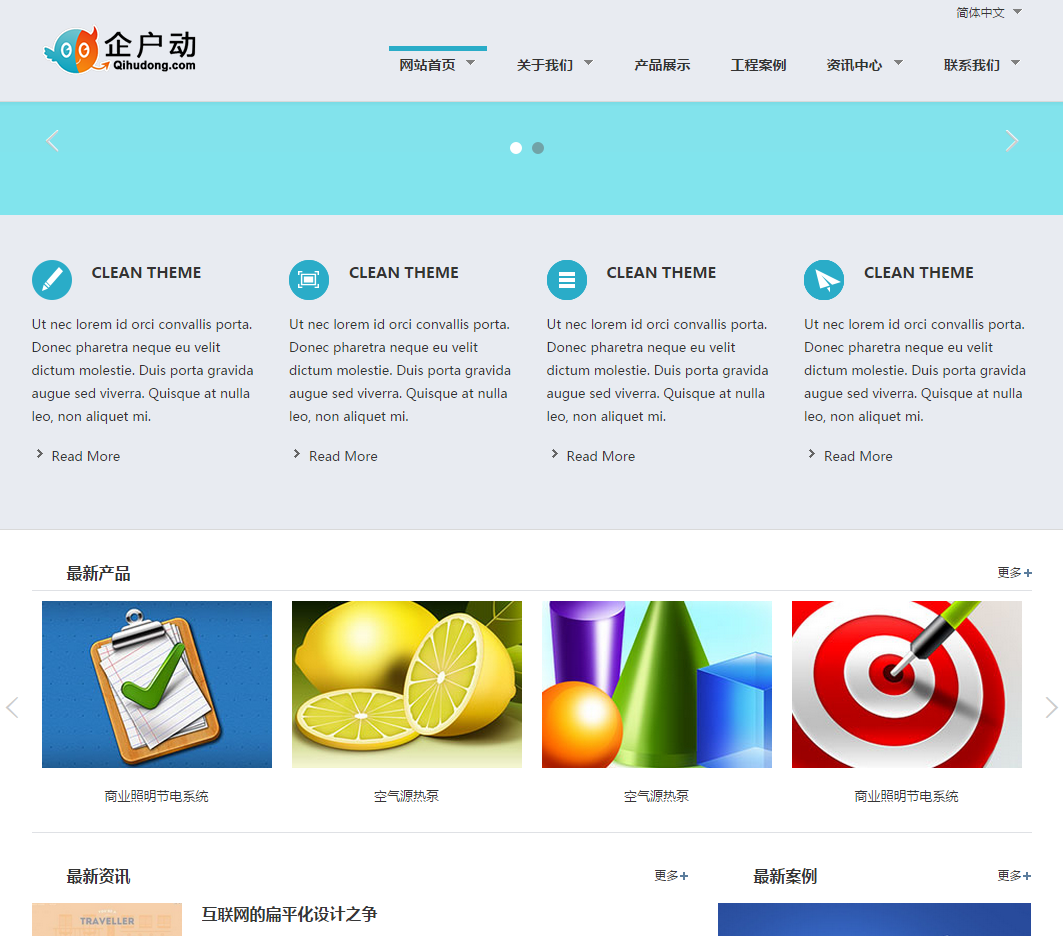 简体中文
企户动
Qihudong.com
网站首页 关于我们 产品展示 工程案例 资讯中心 联系我们
CLEAN THEME
Ut nec lorem id orci convallis porta.
Donec pharetra neque eu velit
dictum molestie. Duis porta gravida
augue sed viverra. Quisque at nulla
leo, non aliquet mi.
Read More
CLEAN THEME
Ut nec lorem id orci convallis porta.
Donec pharetra neque eu velit
dictum molestie. Duis porta gravida
augue sed viverra. Quisque at nulla
leo, non aliquet mi.
Read More
CLEAN THEME
Ut nec lorem id orci convallis porta.
Donec pharetra neque eu velit
dictum molestie. Duis porta gravida
augue sed viverra. Quisque at nulla
leo, non aliquet mi.
Read More
CLEAN THEME
Ut nec lorem id orci convallis porta.
Donec pharetra neque eu velit
dictum molestie. Duis porta gravida
augue sed viverra. Quisque at nulla
leo, non aliquet mi.
Read More
最新产品 更多+
商业照明节电系统
空气源热泵
空气源热泵
商业照明节电系统
最新资讯 更多+
TRAVELLER
互联网的扁平化设计之争
最新案例 更多+